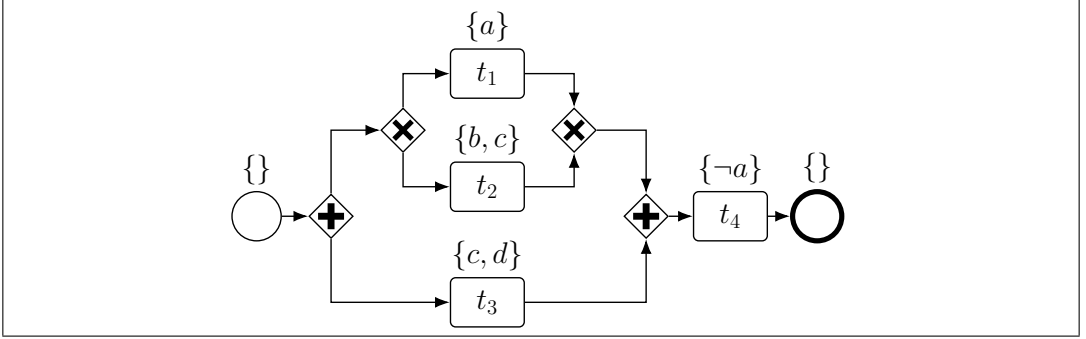 {a}
t₁
{b, c}
t₂
{}
{¬a}
{}
t₄
{c, d}
t₃